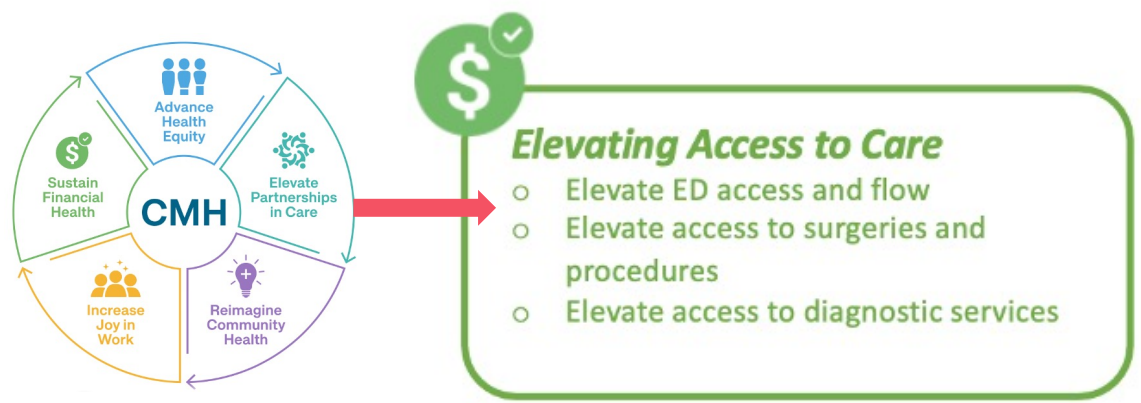 Advance
Health
Equity
Elevate
Partnerships
in Care
Reimagine
Community
Health
Increase
Joy in
Work
Sustain
Financial
Health
CMH
$
$
Elevating Access to Care
o Elevate ED access and flow
o Elevate access to surgeries and
procedures
o Elevate access to diagnostic services